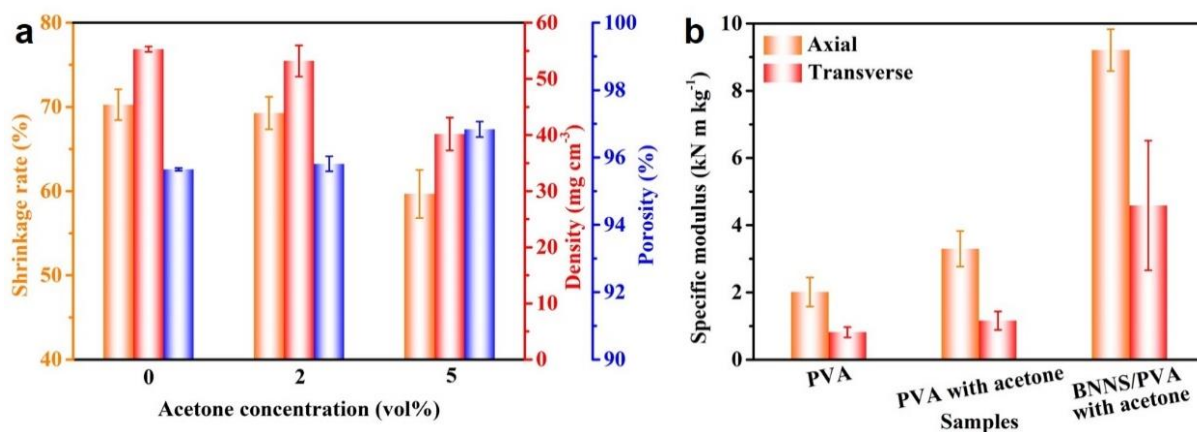 a
80
70
60
50
40
Shrinkage rate (%)
60
50
40
30
20
10
0
Density (mg cm⁻³)
100
98
96
94
92
90
Porosity (%)
0 2 5
Acetone concentration (vol%)
b
10
8
6
4
2
0
Specific modulus (kN m kg⁻¹)
Axial
Transverse
PVA
PVA with acetone
BNNS/PVA
with acetone
Samples